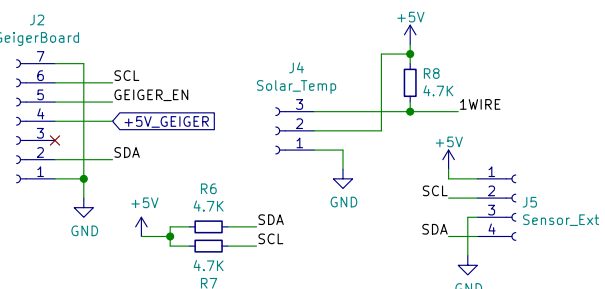 J2
GeigerBoard
7
6
SCL
5
GEIGER_EN
4
+5V_GEIGER
3
2
SDA
1
GND
J4
Solar_Temp
3
2
1
GND
+5V
R8
4.7K
1WIRE
+5V
R6
4.7K
SDA
SCL
4.7K
R7
+5V
1
SCL
2
3
SDA
4
J5
Sensor_Ext
GND